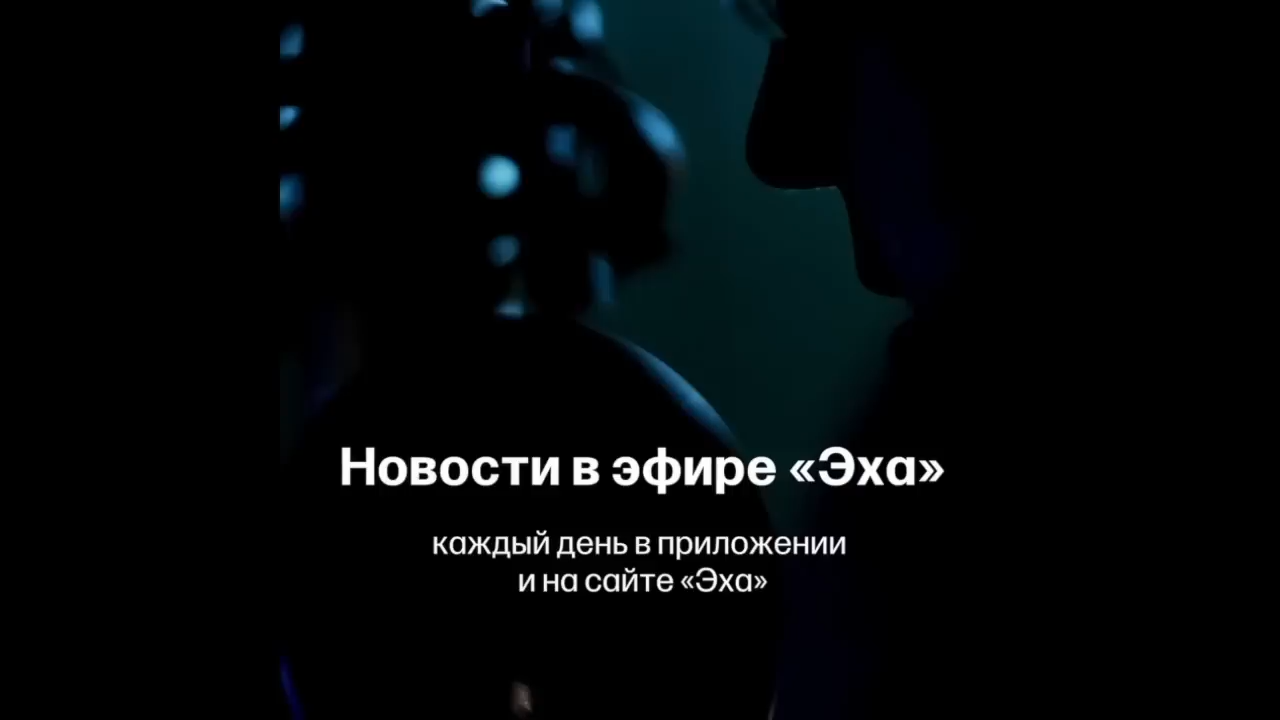 Новости в эфире «Эха»
каждый день в приложении
и на сайте «Эха»